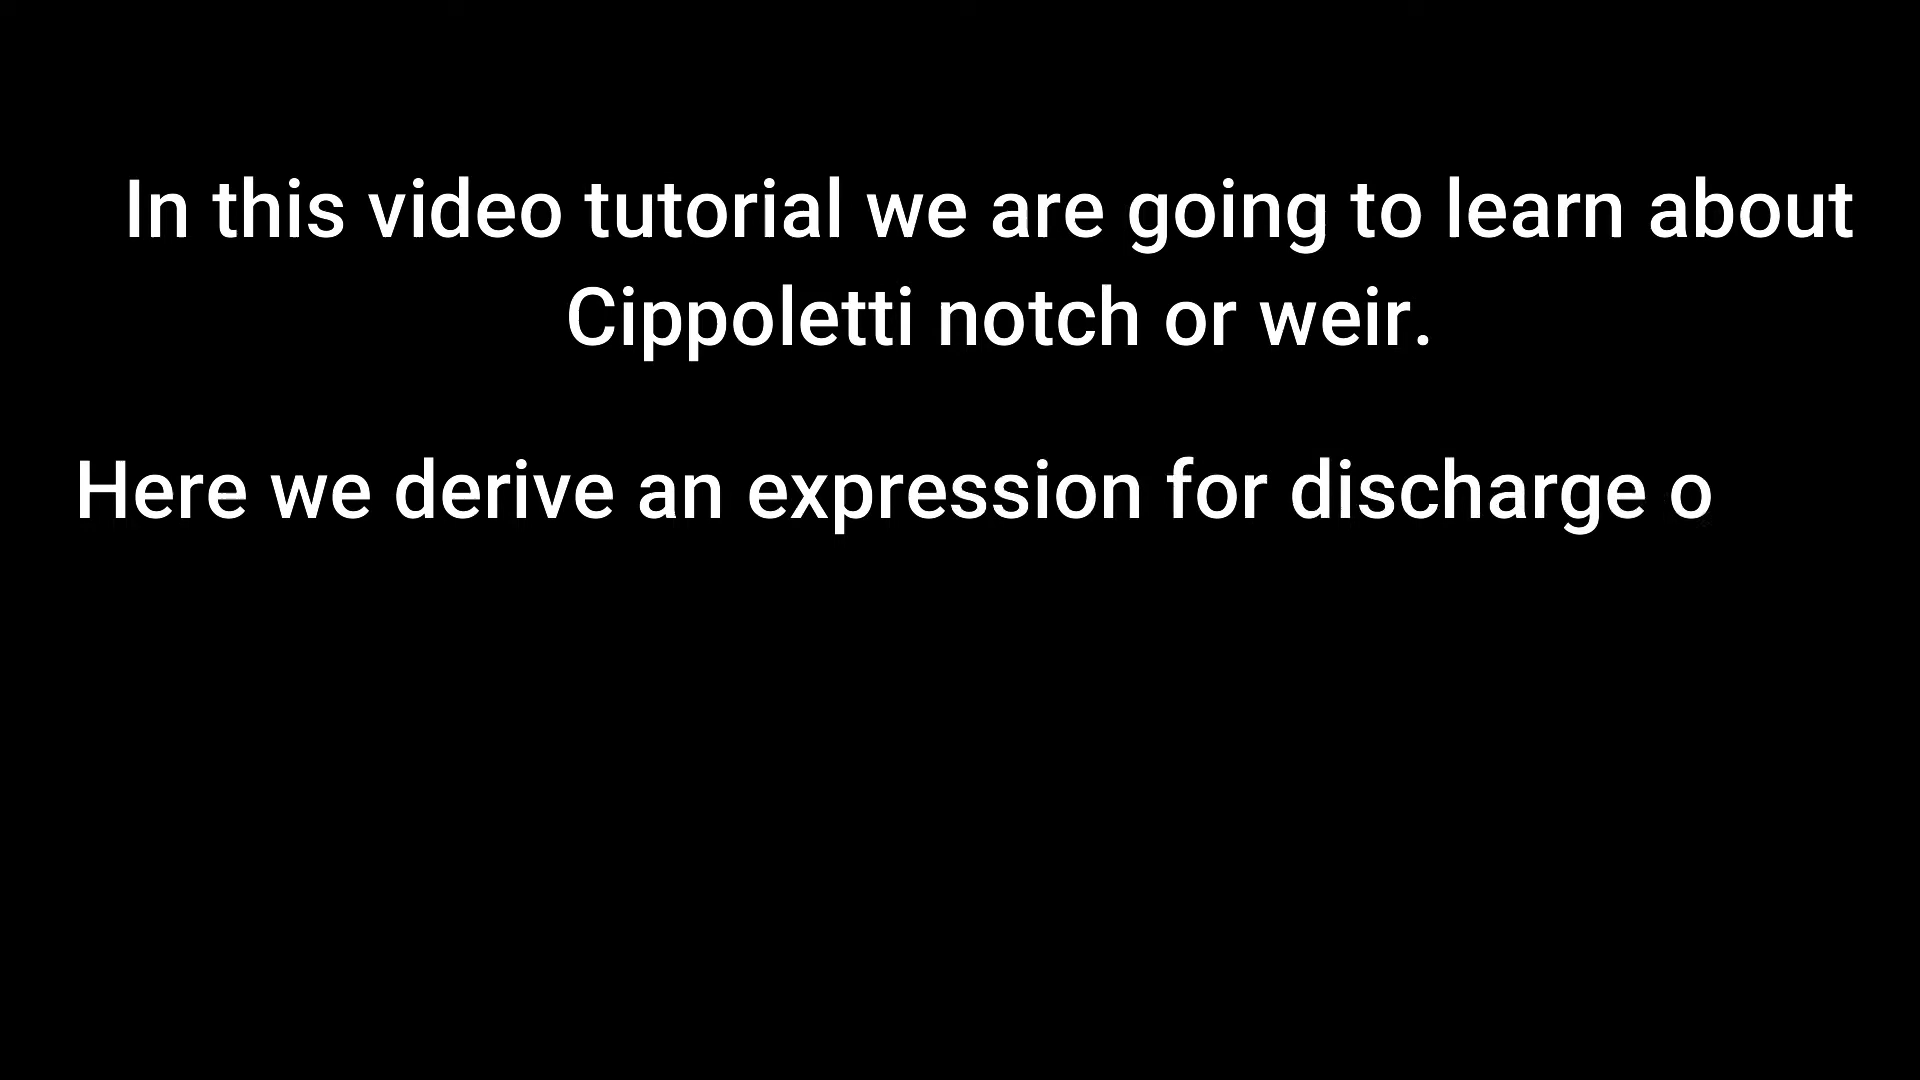 In this video tutorial we are going to learn about
Cippoletti notch or weir.
Here we derive an expression for discharge o